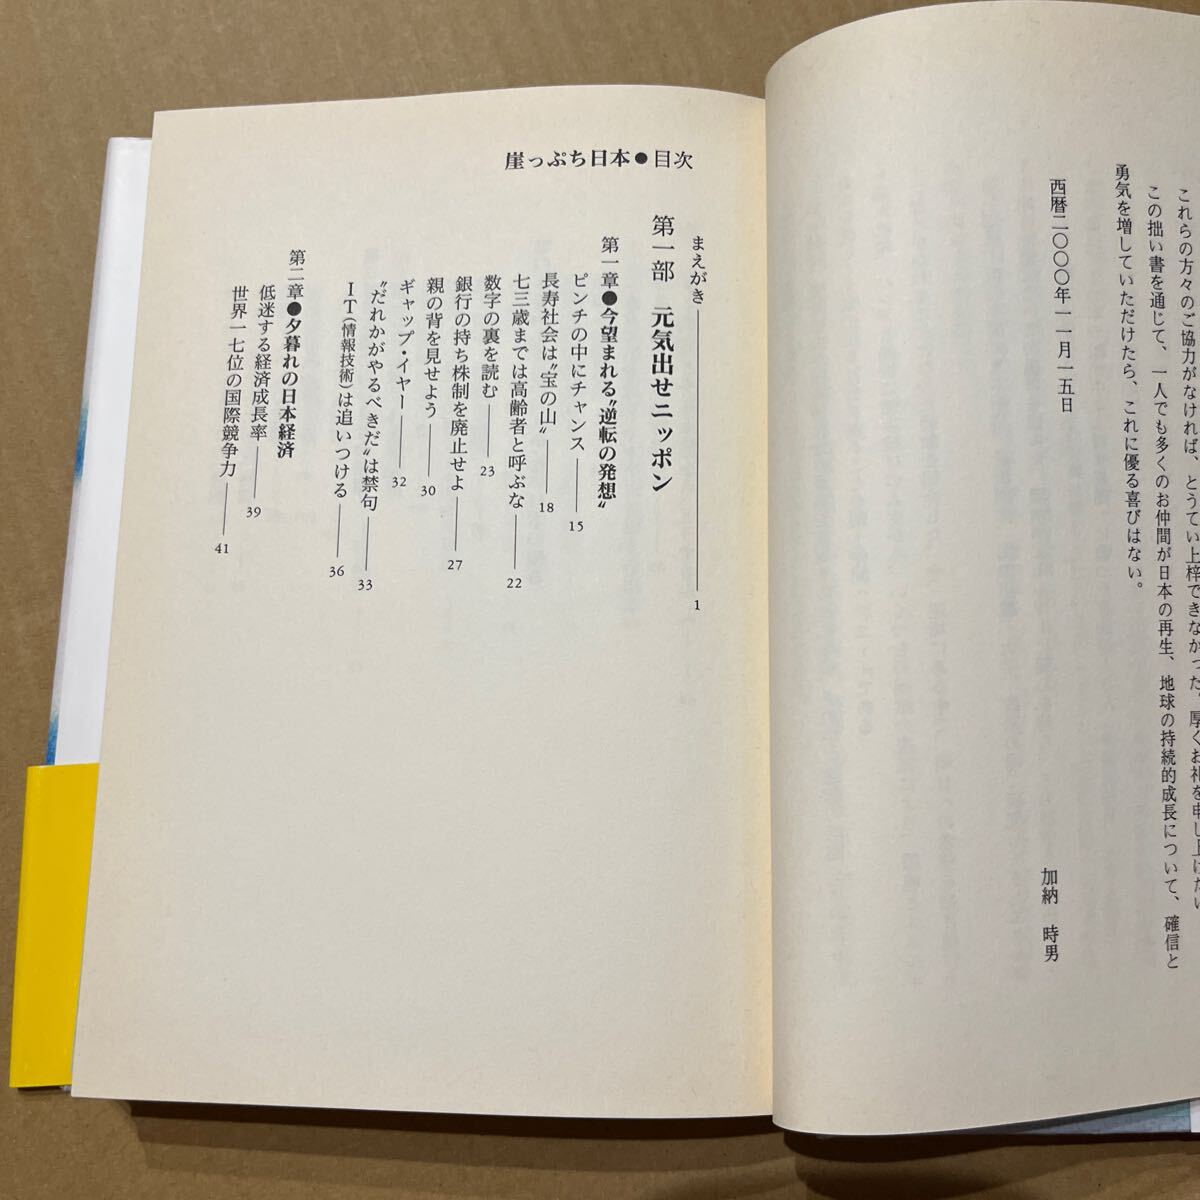 これらの方々のご協力がなければ、とうてい上梓できなかった。厚くお礼を申し上げたい
この拙い書を通じて、一人でも多くのお仲間が日本の再生、地球の持続的成長について、確信と
勇気を増していただけたら、これに優る喜びはない。
西暦二〇〇〇年一一月一五日
加納 時男
崖っぷち日本●目次
まえがき 1
第一部 元気出せニッポン
第一章●今望まれる“逆転の発想”
ピンチの中にチャンス 15
長寿社会は“宝の山” 18
七三歳までは高齢者と呼ぶな 22
数字の裏を読む 23
銀行の持ち株制を廃止せよ 27
親の背を見せよう 30
ギャップ・イヤー 32
“だれかがやるべきだ”は禁句 33
IT(情報技術)は追いつける 36
第二章●夕暮れの日本経済
低迷する経済成長率 39
世界一七位の国際競争力 41